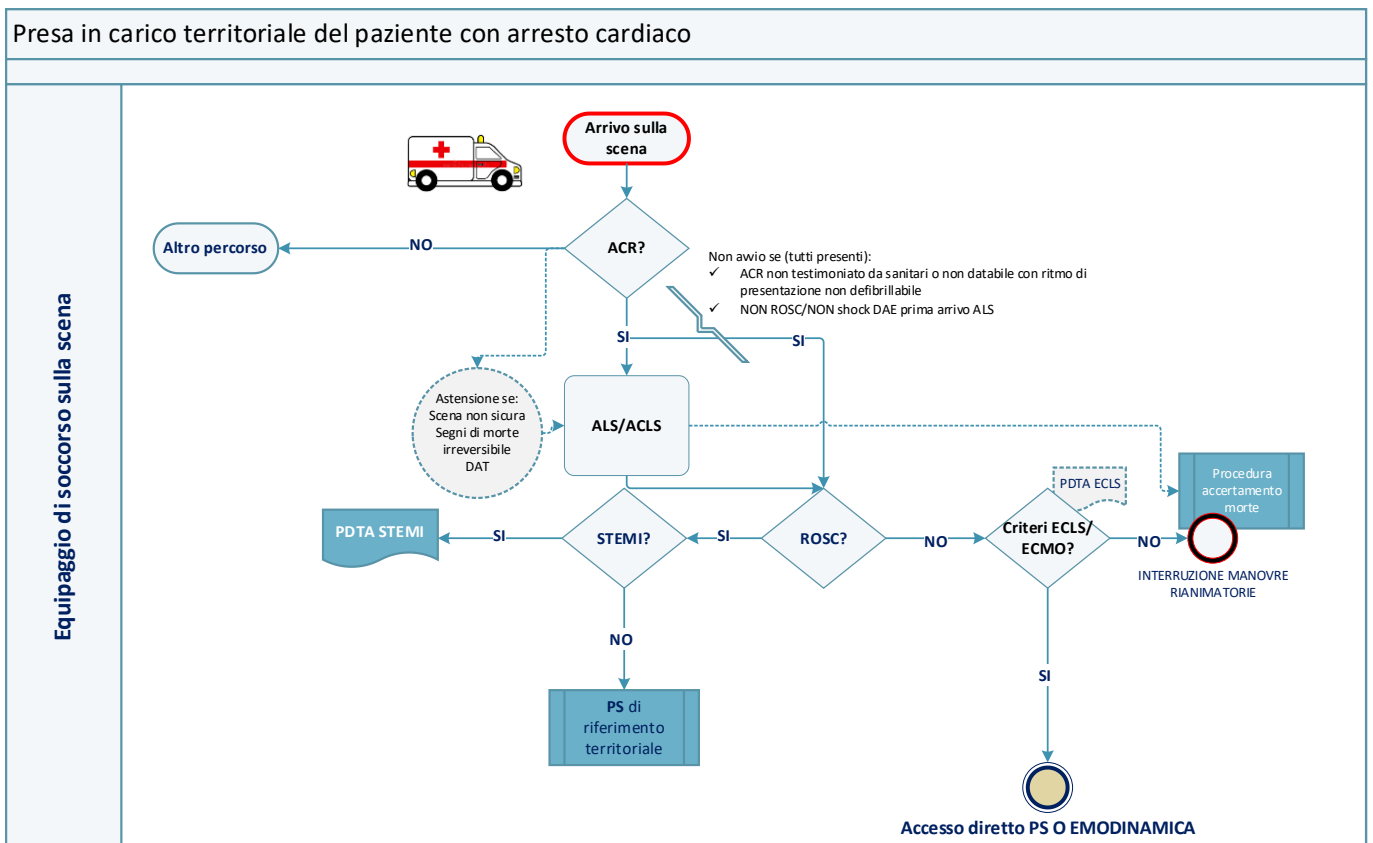 Presa in carico territoriale del paziente con arresto cardiaco
Equipaggio di soccorso sulla scena
Arrivo sulla
scena
ACR?
NO
Altro percorso
Non avvio se (tutti presenti):
✓ ACR non testimoniato da sanitari o non databile con ritmo di
presentazione non defibrillabile
✓ NON ROSC/NON shock DAE prima arrivo ALS
SI
SI
Astensione se:
Scena non sicura
Segni di morte
irreversibile
DAT
ALS/ACLS
PDTA ECLS
Procedura
accertamento
morte
PDTA STEMI
SI
STEMI?
SI
ROSC?
NO
Criteri ECLS/
ECMO?
NO
INTERRUZIONE MANOVRE
RIANIMATORIE
NO
SI
PS di
riferimento
territoriale
Accesso diretto PS O EMODINAMICA